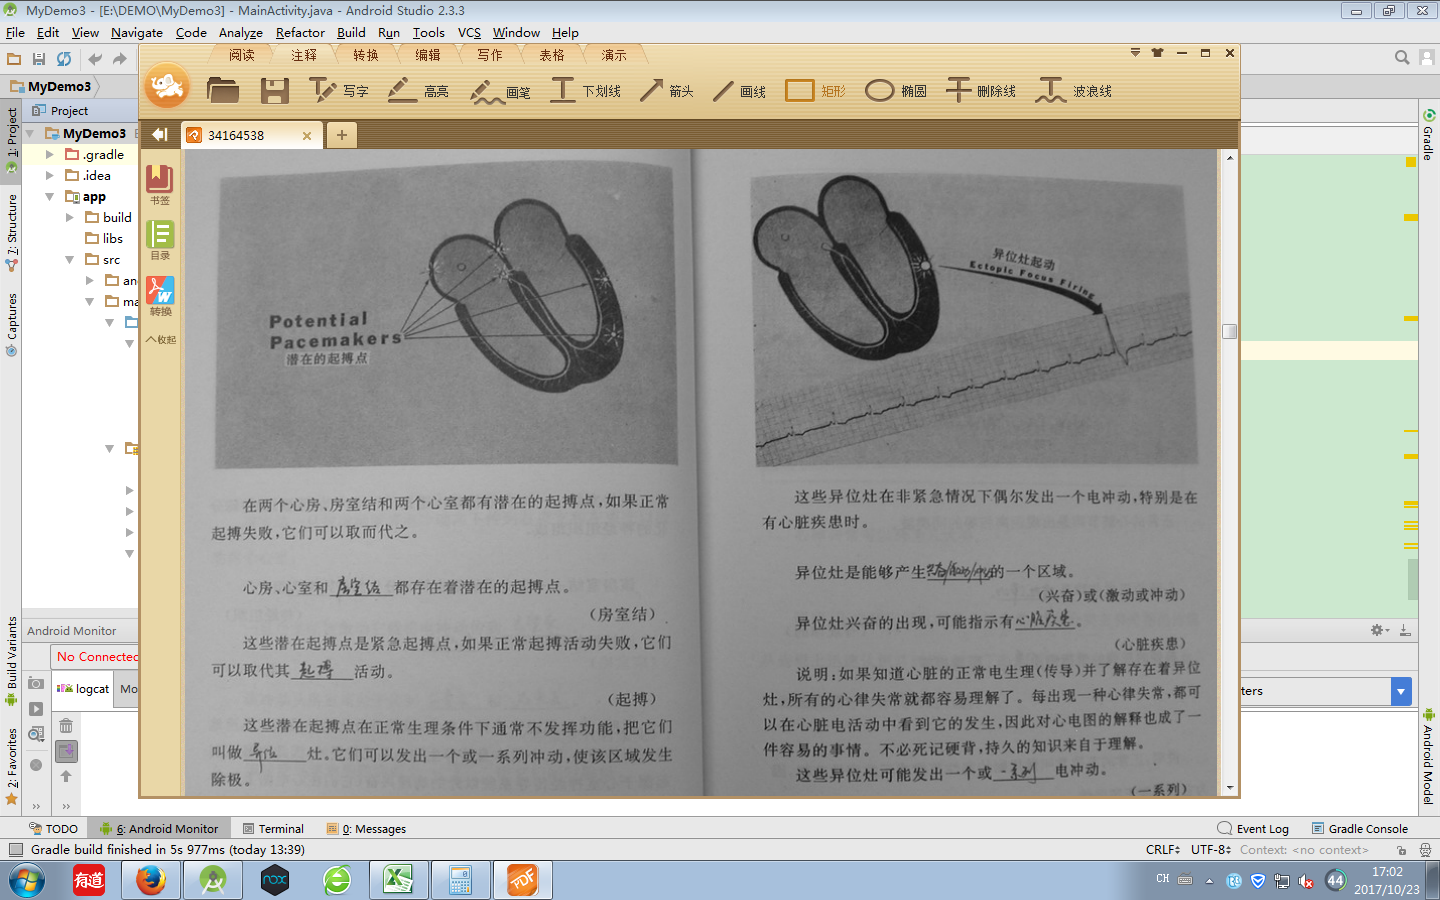 MyDemo3 - [E:\DEMO\MyDemo3] - MainActivity.java - Android Studio 2.3.3
File Edit View Navigate Code Analyze Refactor Build Run Tools VCS Window Help
阅读 注释 转换 编辑 写作 表格 演示
写字 高亮 画笔 下划线 箭头 画线 矩形 椭圆 删除线 波浪线
MyDemo3
Project
34164538
1: Project
7: Structure
Captures
Build Variants
2: Favorites
MyDemo3
.gradle
.idea
app
build
libs
src
书签
目录
转换
收起
Gradle
Android Model
Potential
Pacemakers
潜在的起搏点
在两个心房、房室结和两个心室都有潜在的起搏点，如果正常
起搏失败，它们可以取而代之。
心房、心室和 房室结 都存在着潜在的起搏点。
（房室结）
这些潜在起搏点是紧急起搏点，如果正常起搏活动失败，它们
可以取代其 起搏 活动。
（起搏）
这些潜在起搏点在正常生理条件下通常不发挥功能，把它们
叫做 异位 灶。它们可以发出一个或一系列冲动，使该区域发生
除极。
异位灶起动
Ectopic Focus Firing
这些异位灶在非紧急情况下偶尔发出一个电冲动，特别是在
有心脏疾患时。
异位灶是能够产生的一个区域。
（兴奋）或（激动或冲动）
异位灶兴奋的出现，可能指示有 心脏疾患 。
（心脏疾患）
说明：如果知道心脏的正常电生理（传导）并了解存在着异位
灶，所有的心律失常就都容易理解了。每出现一种心律失常，都可
以在心脏电活动中看到它的发生，因此对心电图的解释也成了一
件容易的事情。不必死记硬背，持久的知识来自于理解。
这些异位灶可能发出一个或 一系列 电冲动。
（一系列）
Android Monitor
No Connected
logcat
TODO 6: Android Monitor Terminal 0: Messages Event Log Gradle Console
Gradle build finished in 5s 977ms (today 13:39) CRLF UTF-8 Context: <no context>
有道 nox PDF CH 44 17:02
2017/10/23